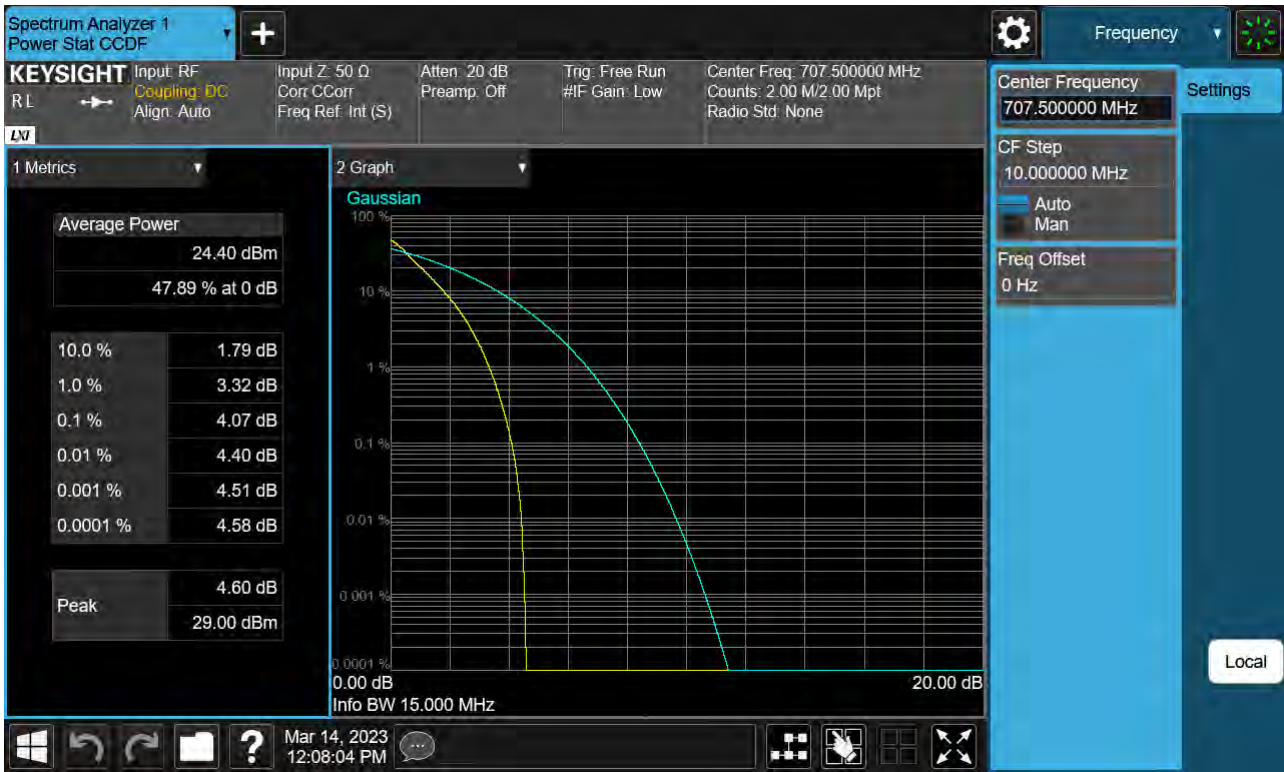 Spectrum Analyzer 1
Power Stat CCDF
Frequency
KEYSIGHT
RL
LXI
Input: RF
Coupling: DC
Align: Auto
Input Z: 50 Ω
Corr CCorr
Freq Ref: Int (S)
Atten: 20 dB
Preamp: Off
Trig: Free Run
#IF Gain: Low
Center Freq: 707.500000 MHz
Counts: 2.00 M/2.00 Mpt
Radio Std: None
Center Frequency
707.500000 MHz
Settings
CF Step
10.000000 MHz
Auto
Man
Freq Offset
0 Hz
Local
1 Metrics
Average Power
24.40 dBm
47.89 % at 0 dB
10.0 % 1.79 dB
1.0 % 3.32 dB
0.1 % 4.07 dB
0.01 % 4.40 dB
0.001 % 4.51 dB
0.0001 % 4.58 dB
Peak
4.60 dB
29.00 dBm
2 Graph
Gaussian
100 %
10 %
1 %
0.1 %
0.01 %
0.001 %
0.0001 %
0.00 dB 20.00 dB
Info BW 15.000 MHz
?
Mar 14, 2023
12:08:04 PM